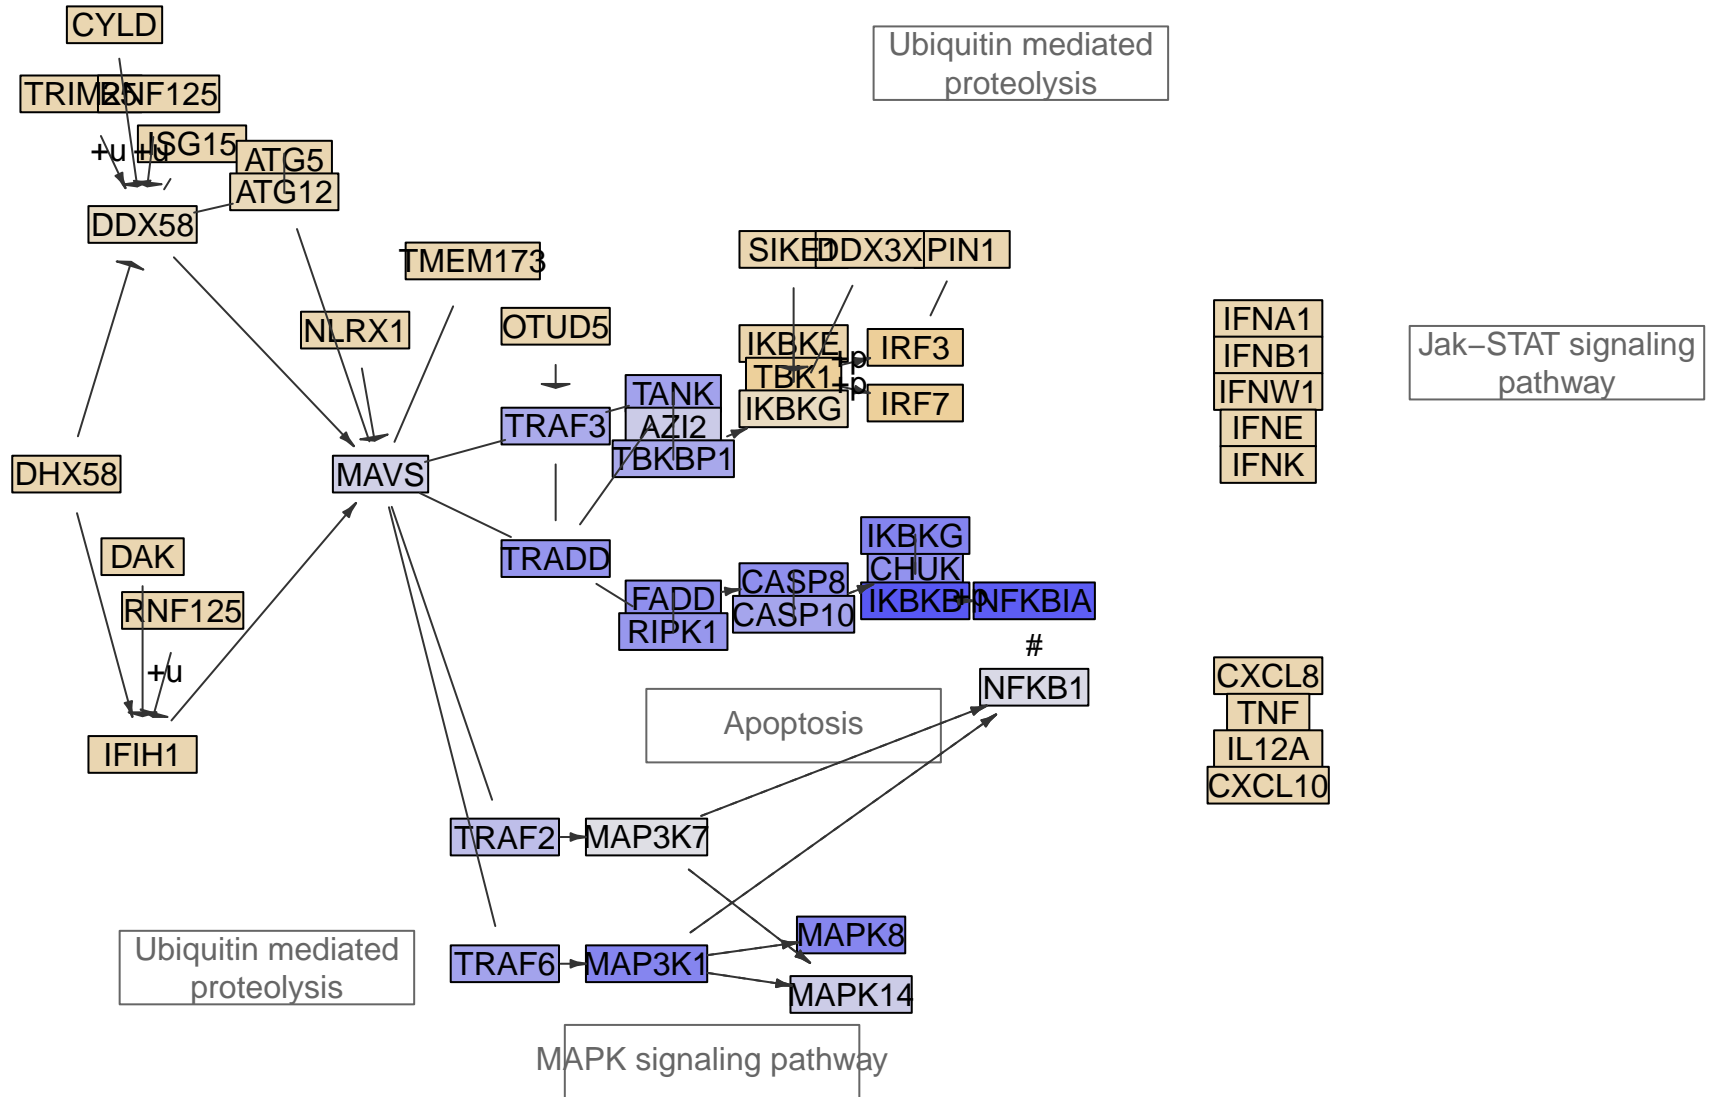 CYLD
Ubiquitin mediated
proteolysis
TRIM25
RNF125
ISG15
+u
+u
ATG5
ATG12
DDX58
TMEM173
SIKE1
DDX3X
PIN1
NLRX1
OTUD5
IFNA1
IFNB1
IFNW1
IFNE
IFNK
Jak−STAT signaling
pathway
IKBKE
TBK1
IKBKG
+p
+p
IRF3
IRF7
TANK
AZI2
TBKBP1
TRAF3
DHX58
MAVS
DAK
RNF125
+u
TRADD
FADD
RIPK1
CASP8
CASP10
IKBKG
CHUK
IKBKB
+p
NFKBIA
#
NFKB1
CXCL8
TNF
IL12A
CXCL10
Apoptosis
IFIH1
TRAF2
MAP3K7
Ubiquitin mediated
proteolysis
TRAF6
MAP3K1
MAPK8
MAPK14
MAPK signaling pathway